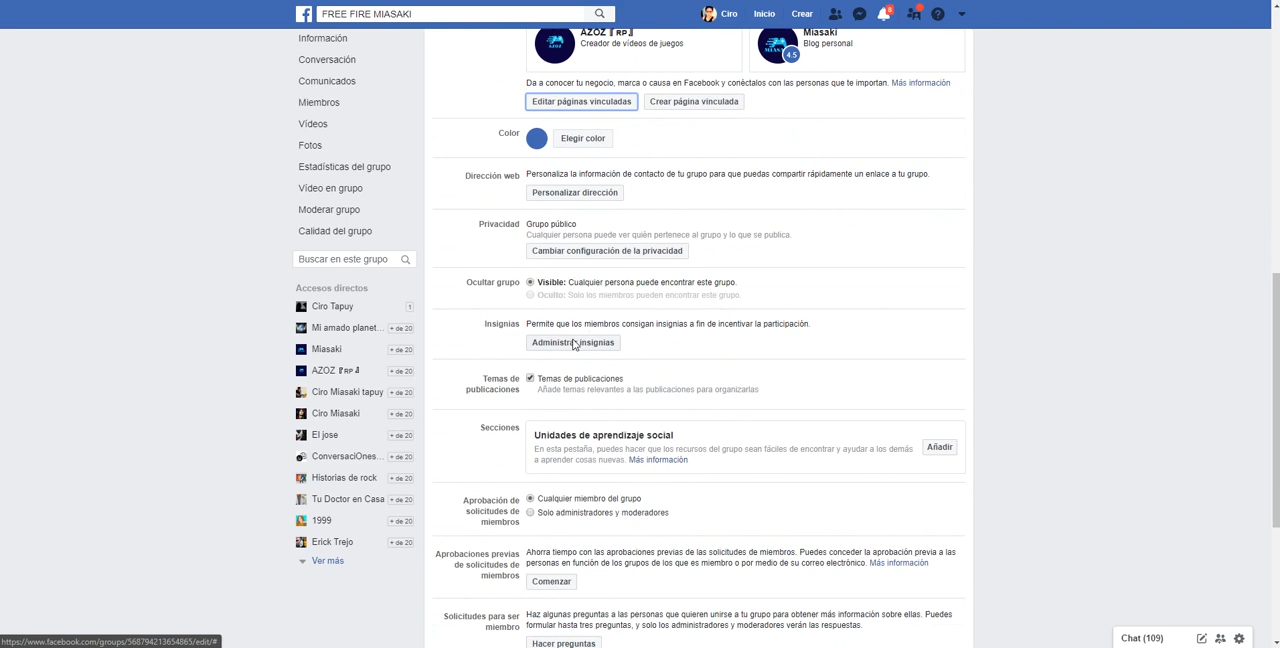 FREE FIRE MIASAKI
Ciro
Inicio
Crear
8
Información
Conversación
Comunicados
Miembros
Vídeos
Fotos
Estadísticas del grupo
Vídeo en grupo
Moderar grupo
Calidad del grupo
Buscar en este grupo
Accesos directos
Ciro Tapuy 1
Mi amado planet... + de 20
Miasaki + de 20
AZOZ『ʀᴘ』 + de 20
Ciro Miasaki tapuy + de 20
Ciro Miasaki + de 20
El jose + de 20
ConversaciOnes... + de 20
Historias de rock + de 20
Tu Doctor en Casa + de 20
1999 + de 20
Erick Trejo + de 20
Ver más
AZOZ『ʀᴘ』
Creador de vídeos de juegos
AZOZ
Miasaki
Blog personal
4.5
Da a conocer tu negocio, marca o causa en Facebook y conéctalos con las personas que te importan. Más información
Editar páginas vinculadas
Crear página vinculada
Color
Elegir color
Dirección web
Personaliza la información de contacto de tu grupo para que puedas compartir rápidamente un enlace a tu grupo.
Personalizar dirección
Privacidad
Grupo público
Cualquier persona puede ver quién pertenece al grupo y lo que se publica.
Cambiar configuración de la privacidad
Ocultar grupo
Visible: Cualquier persona puede encontrar este grupo.
Oculto: Solo los miembros pueden encontrar este grupo.
Insignias
Permite que los miembros consigan insignias a fin de incentivar la participación.
Administrar insignias
Temas de
publicaciones
Temas de publicaciones
Añade temas relevantes a las publicaciones para organizarlas
Secciones
Unidades de aprendizaje social
En esta pestaña, puedes hacer que los recursos del grupo sean fáciles de encontrar y ayudar a los demás
a aprender cosas nuevas. Más información
Añadir
Aprobación de
solicitudes de
miembros
Cualquier miembro del grupo
Solo administradores y moderadores
Aprobaciones previas
de solicitudes de
miembros
Ahorra tiempo con las aprobaciones previas de las solicitudes de miembros. Puedes conceder la aprobación previa a las
personas en función de los grupos de los que es miembro o por medio de su correo electrónico. Más información
Comenzar
Solicitudes para ser
miembro
Haz algunas preguntas a las personas que quieren unirse a tu grupo para obtener más información sobre ellas. Puedes
formular hasta tres preguntas, y solo los administradores y moderadores verán las respuestas.
Hacer preguntas
Chat (109)
https://www.facebook.com/groups/568794213654865/edit/#